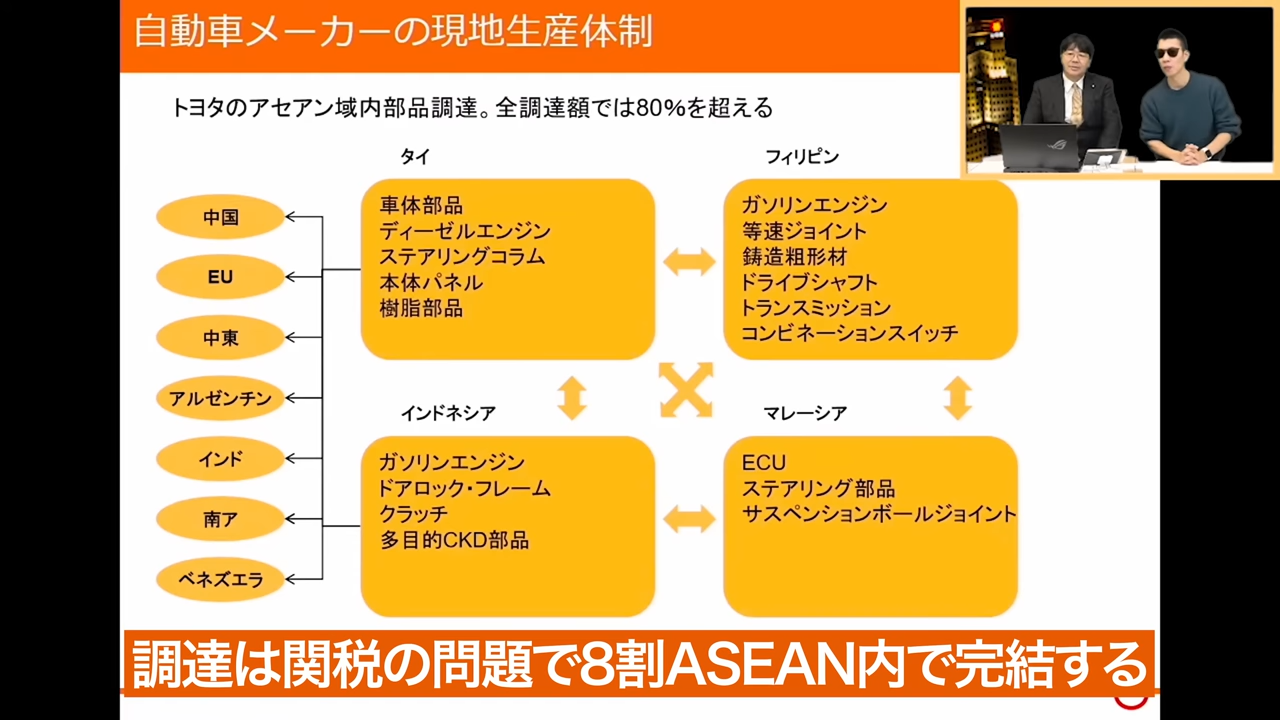 自動車メーカーの現地生産体制
トヨタのアセアン域内部品調達。全調達額では80%を超える
タイ
フィリピン
中国
EU
中東
アルゼンチン
インド
南ア
ベネズエラ
車体部品
ディーゼルエンジン
ステアリングコラム
本体パネル
樹脂部品
ガソリンエンジン
等速ジョイント
鋳造粗形材
ドライブシャフト
トランスミッション
コンビネーションスイッチ
インドネシア
マレーシア
ガソリンエンジン
ドアロック・フレーム
クラッチ
多目的CKD部品
ECU
ステアリング部品
サスペンションボールジョイント
調達は関税の問題で8割ASEAN内で完結する